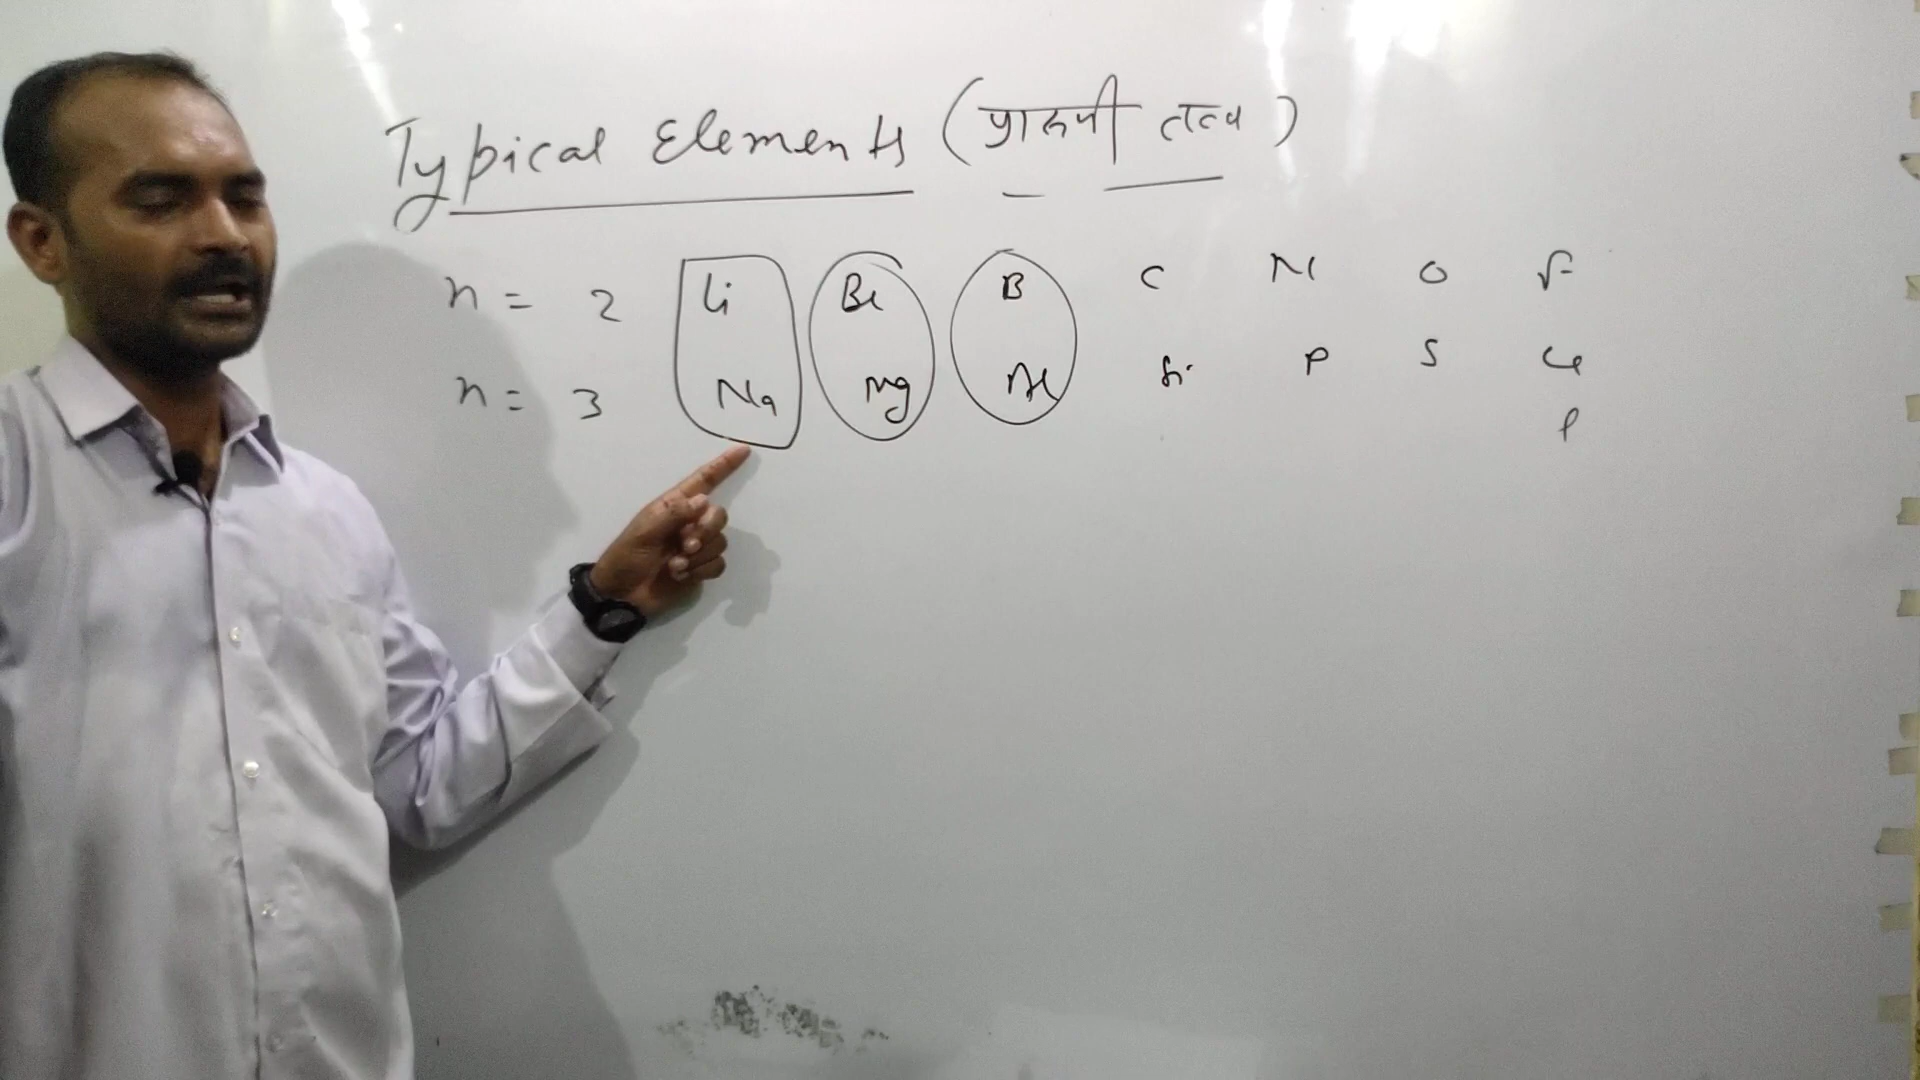 Typical Elements (प्रारूपी तत्व)
n = 2 Li Be B C N O F
n = 3 Na Mg Al Si P S Cl